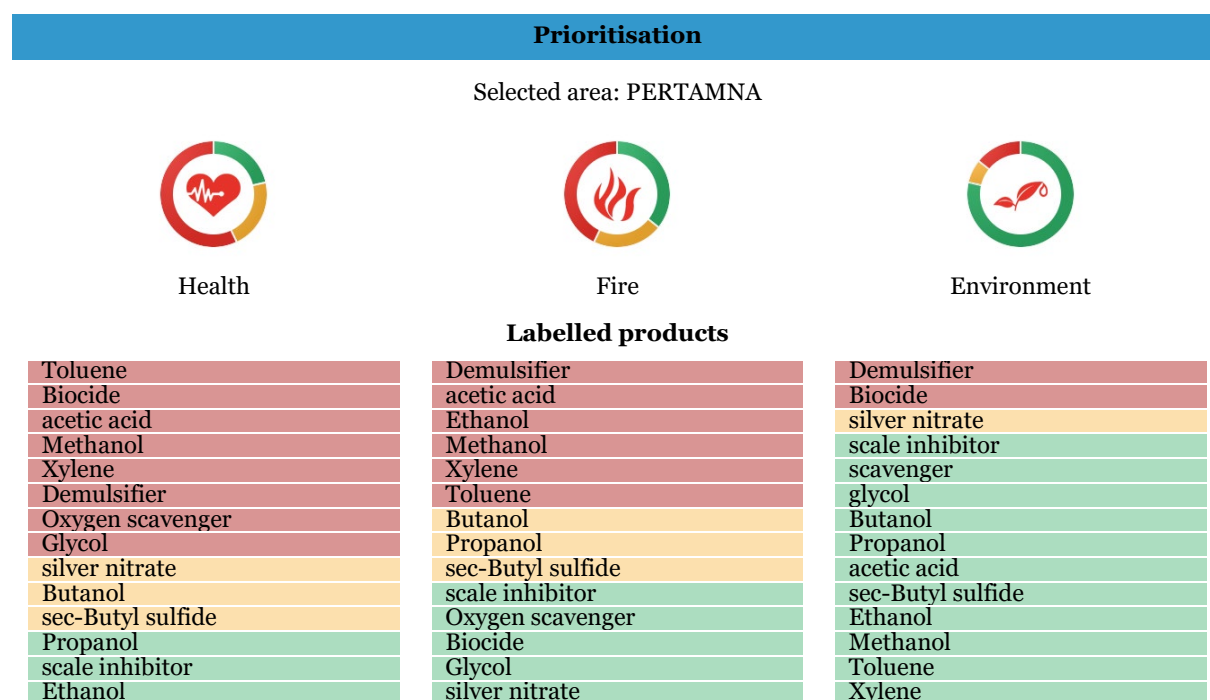 Prioritisation
Selected area: PERTAMNA
Health
Fire
Environment
Labelled products
Toluene
Biocide
acetic acid
Methanol
Xylene
Demulsifier
Oxygen scavenger
Glycol
silver nitrate
Butanol
sec-Butyl sulfide
Propanol
scale inhibitor
Ethanol
Demulsifier
acetic acid
Ethanol
Methanol
Xylene
Toluene
Butanol
Propanol
sec-Butyl sulfide
scale inhibitor
Oxygen scavenger
Biocide
Glycol
silver nitrate
Demulsifier
Biocide
silver nitrate
scale inhibitor
scavenger
glycol
Butanol
Propanol
acetic acid
sec-Butyl sulfide
Ethanol
Methanol
Toluene
Xylene